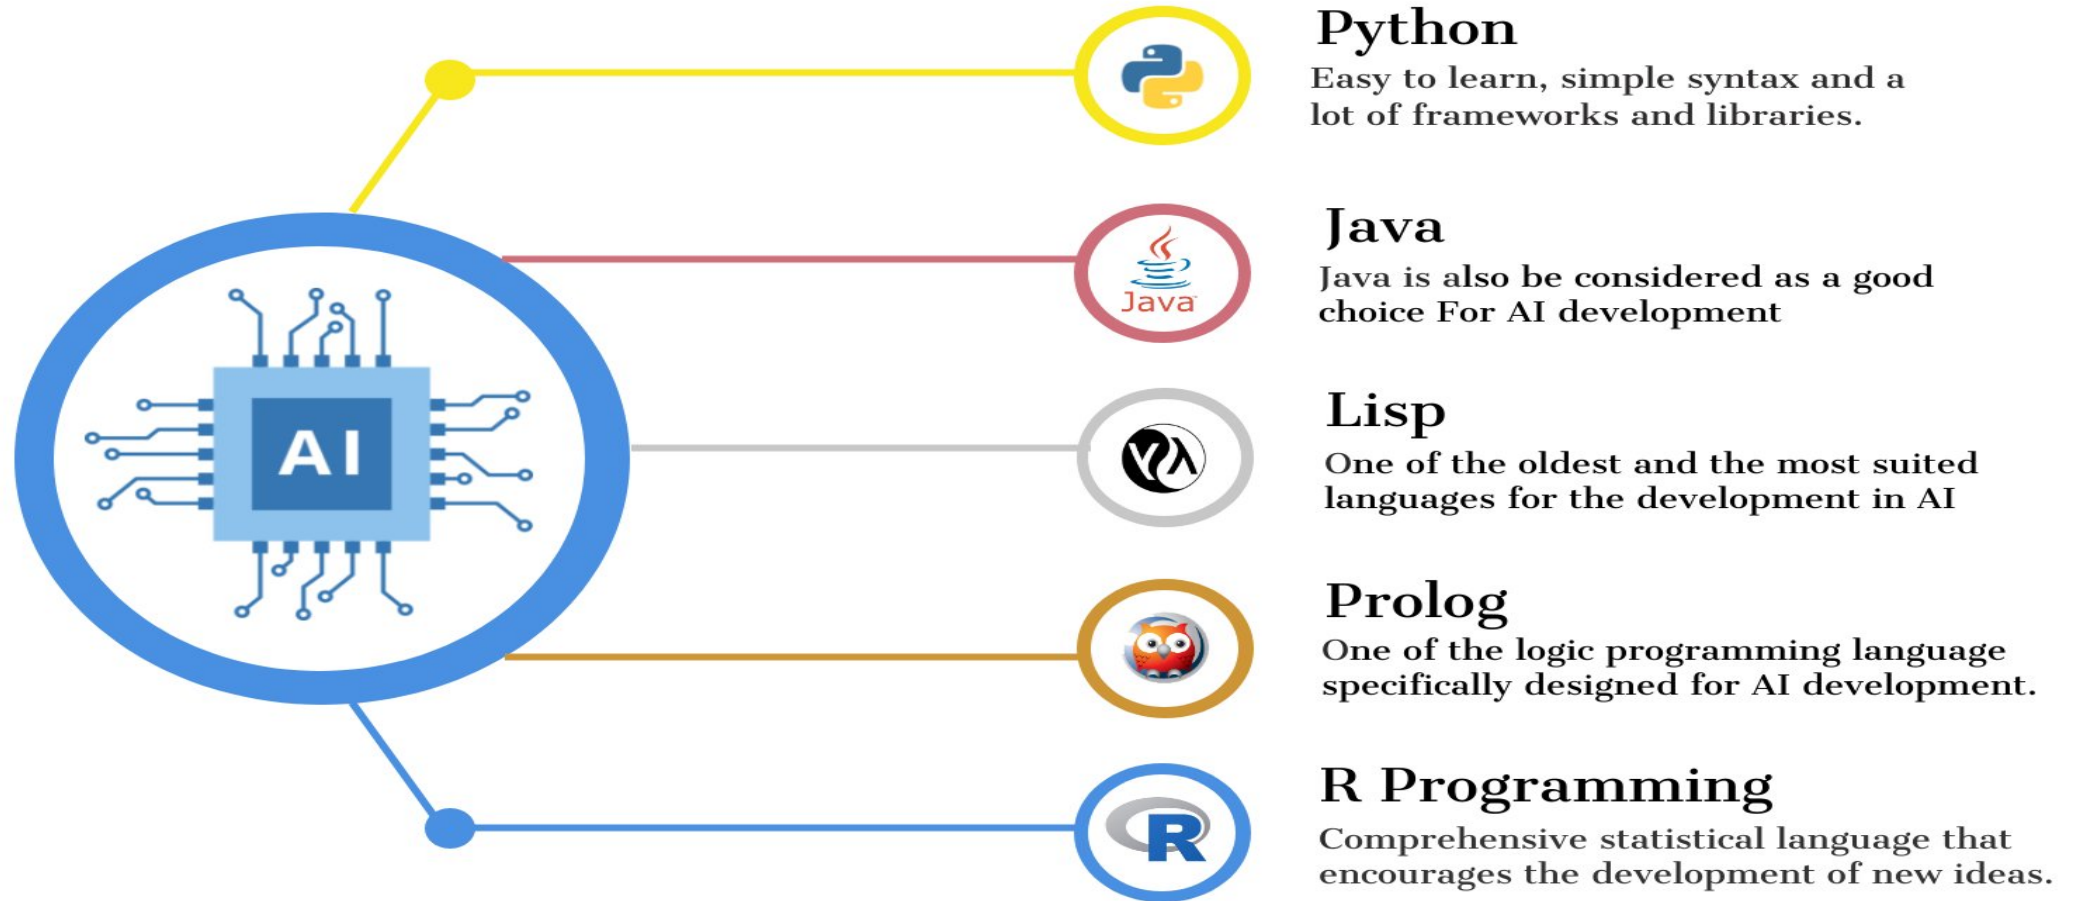 AI
Python
Easy to learn, simple syntax and a
lot of frameworks and libraries.
Java
Java
Java is also be considered as a good
choice For AI development
Lisp
One of the oldest and the most suited
languages for the development in AI
Prolog
One of the logic programming language
specifically designed for AI development.
R
R Programming
Comprehensive statistical language that
encourages the development of new ideas.